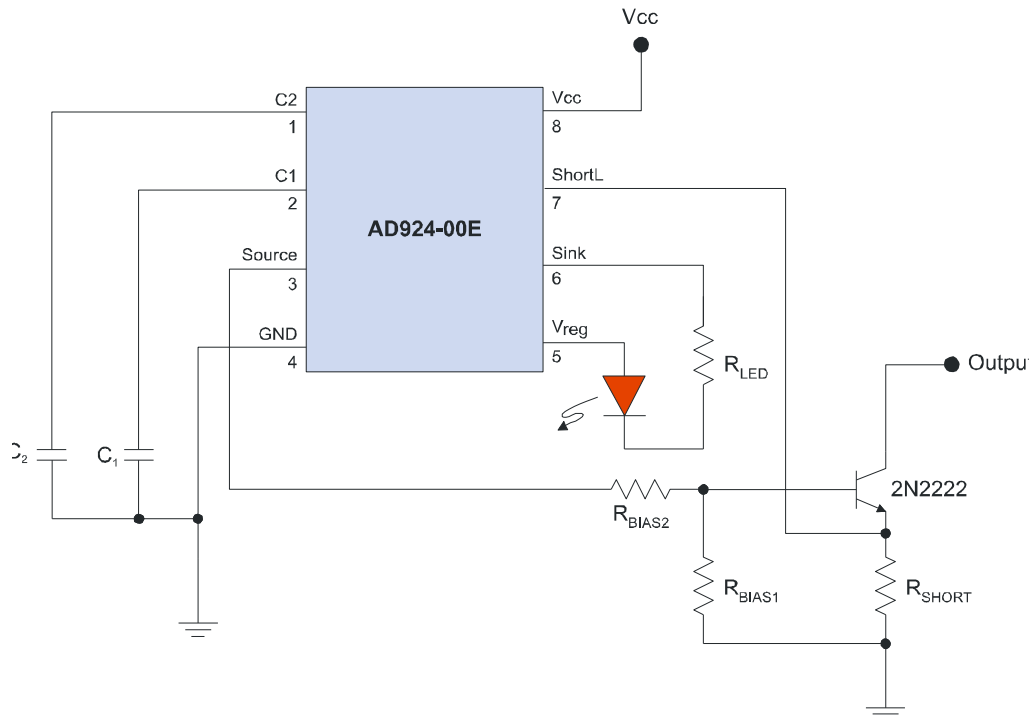 Vcc
C2
1
Vcc
8
C1
2
ShortL
7
AD924-00E
Source
3
Sink
6
GND
4
Vreg
5
RLED
Output
C2
C1
2N2222
RBIAS2
RBIAS1
RSHORT